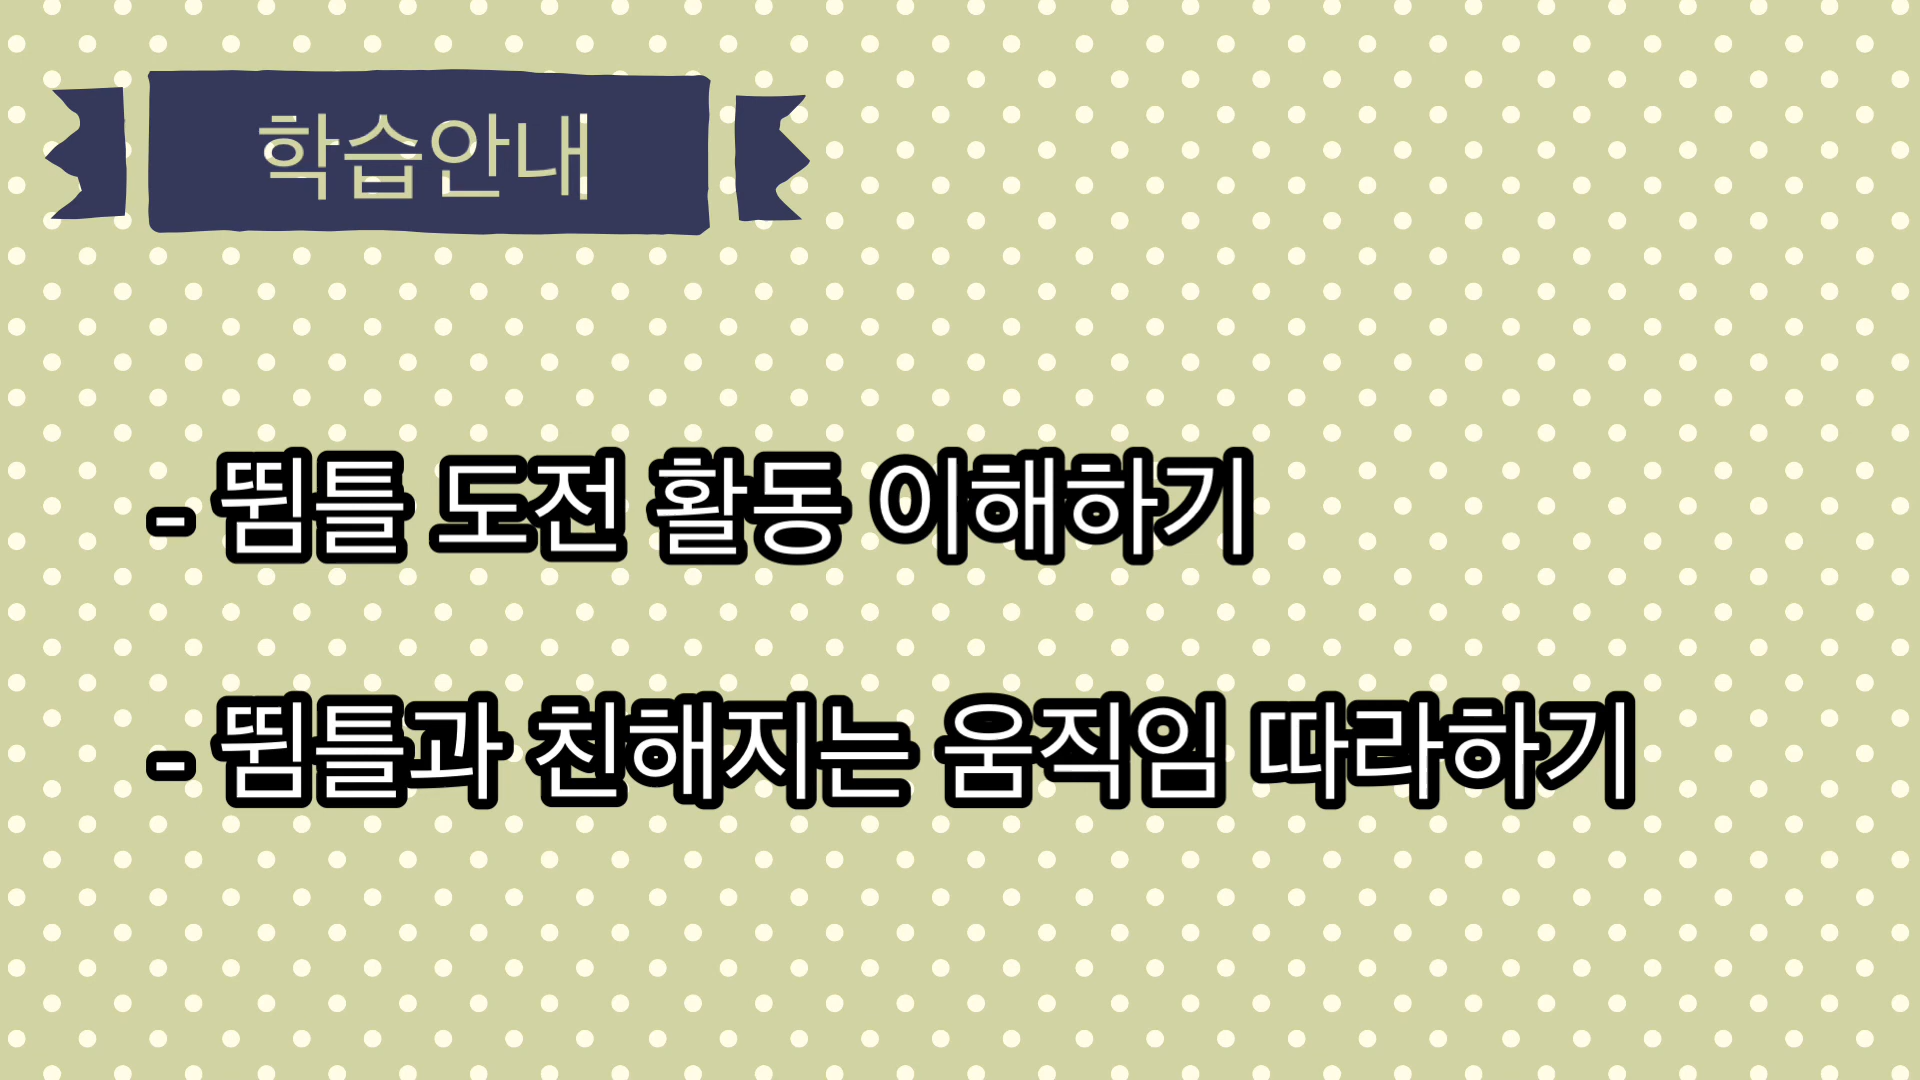 학습안내
- 뜀틀 도전 활동 이해하기
- 뜀틀과 친해지는 움직임 따라하기